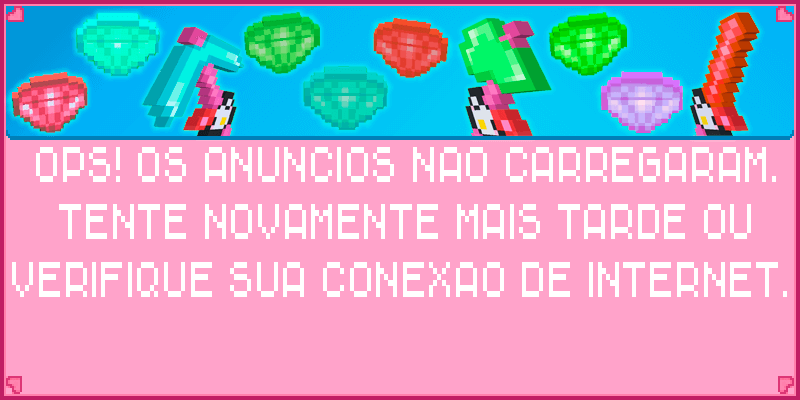 OPS! OS ANUNCIOS NAO CARREGARAM.
TENTE NOVAMENTE MAIS TARDE OU
VERIFIQUE SUA CONEXAO DE INTERNET.